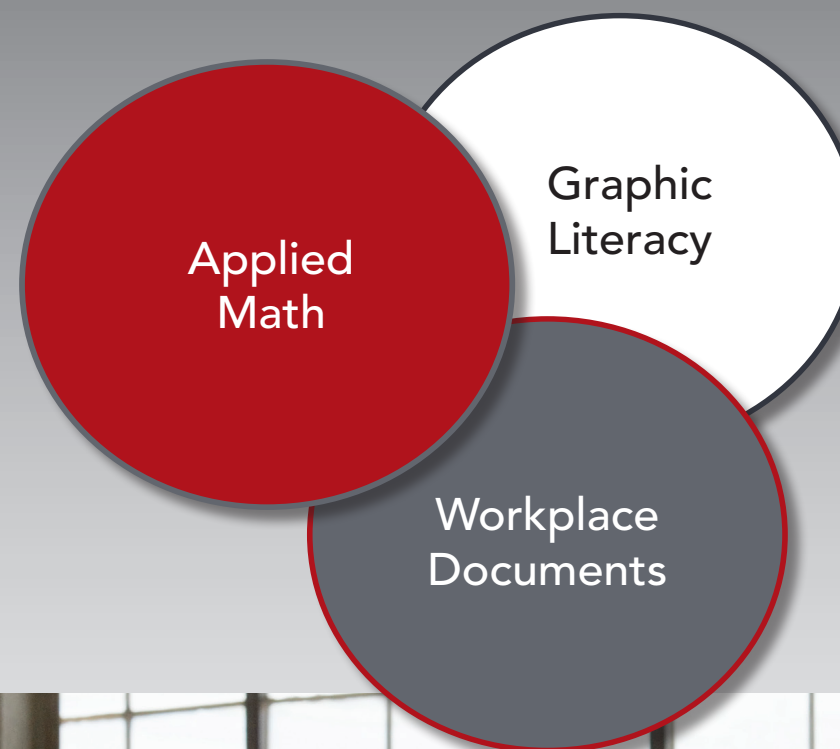 Graphic
Literacy
Applied
Math
Workplace
Documents